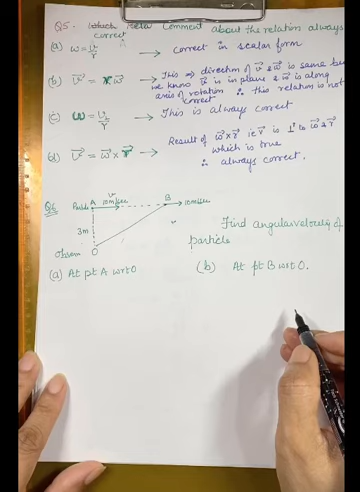 Q5. Which Comment about the relation always
correct
(a) ω = v/r → correct in scalar form
(b) v⃗ = r ω⃗ → This ⇒ direction of v⃗ & ω⃗ is same but
we know v⃗ is in plane & ω⃗ is along
axis of rotation ∴ this relation is not
correct
(c) ω = v⊥/r → This is always correct
(d) v⃗ = ω⃗ × r⃗ → Result of ω⃗ × r⃗ ie v⃗ is ⊥r to ω⃗ & r⃗
which is true
∴ always correct.
Q6
v
A 10m/sec B 10m/sec
3m
O
Find angular velocity of
particle
(a) At pt A wrt O (b) At pt B wrt O.